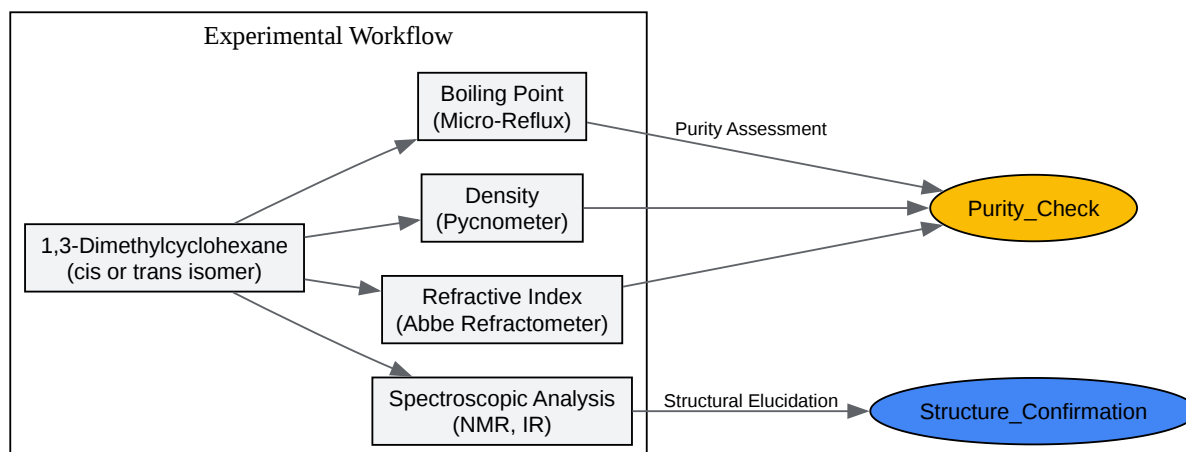 Experimental Workflow
Boiling Point
(Micro-Reflux)
Purity Assessment
Density
(Pycnometer)
Purity_Check
1,3-Dimethylcyclohexane
(cis or trans isomer)
Refractive Index
(Abbe Refractometer)
Spectroscopic Analysis
(NMR, IR)
Structural Elucidation
Structure_Confirmation